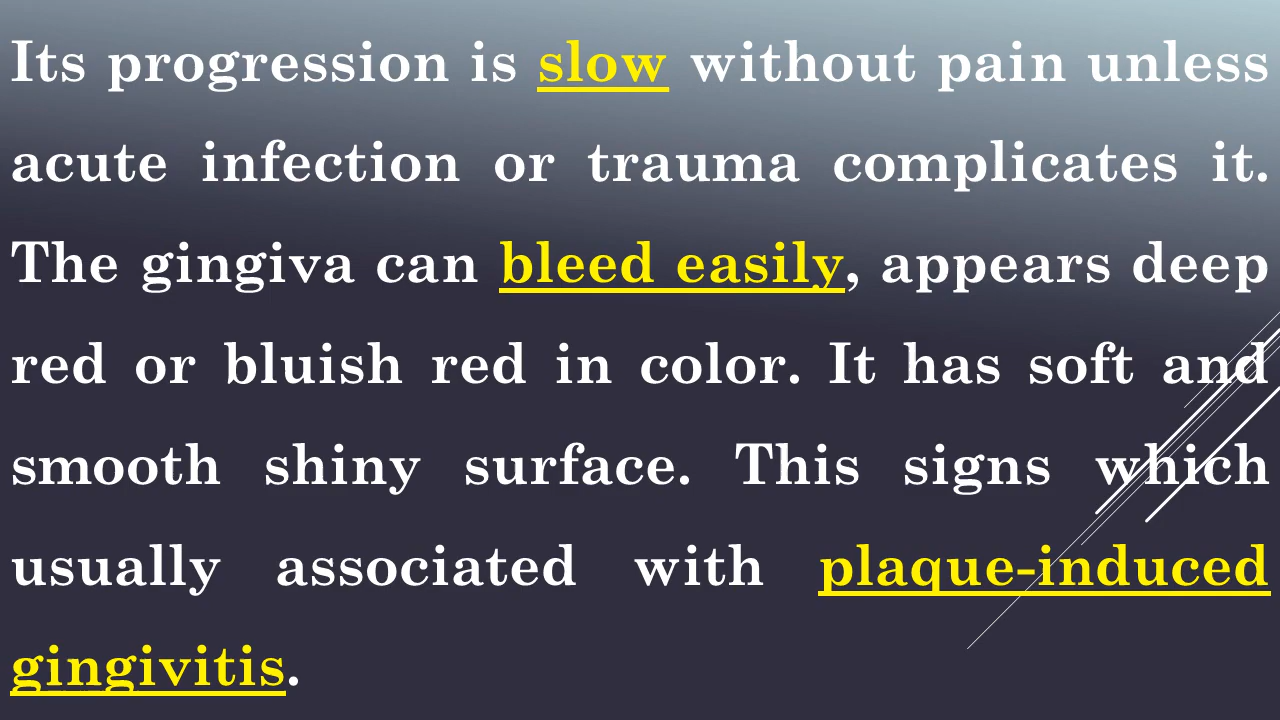 Its progression is slow without pain unless
acute infection or trauma complicates it.
The gingiva can bleed easily, appears deep
red or bluish red in color. It has soft and
smooth shiny surface. This signs which
usually associated with plaque-induced
gingivitis.